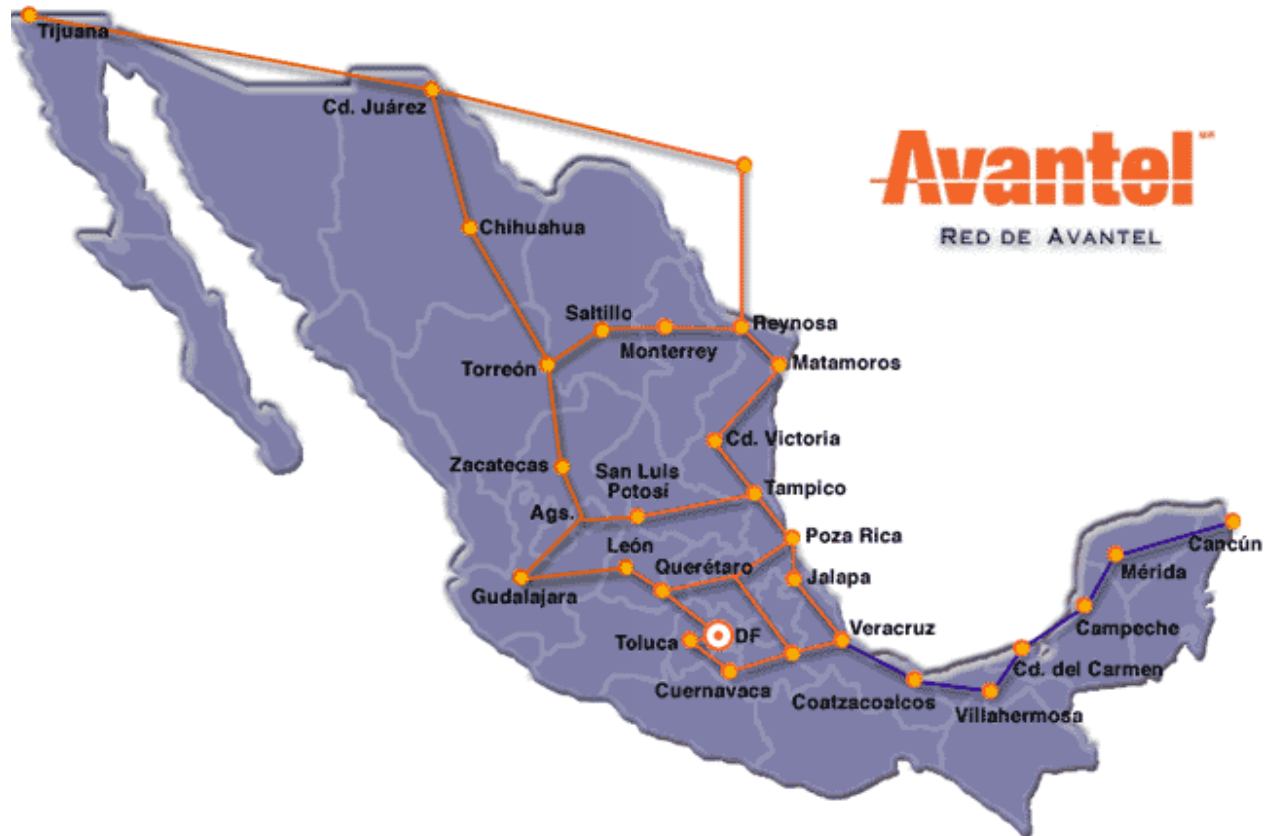 Tijuana
Cd. Juárez
Avantel
RED DE AVANTEL
Chihuahua
Saltillo
Reynosa
Monterrey
Torreón
Matamoros
Cd. Victoria
Zacatecas
San Luis
Potosí
Tampico
Ags.
Poza Rica
León
Querétaro
Cancún
Mérida
Jalapa
Gudalajara
Veracruz
Campeche
DF
Toluca
Cd. del Carmen
Cuernavaca
Coatzacoalcos
Villahermosa